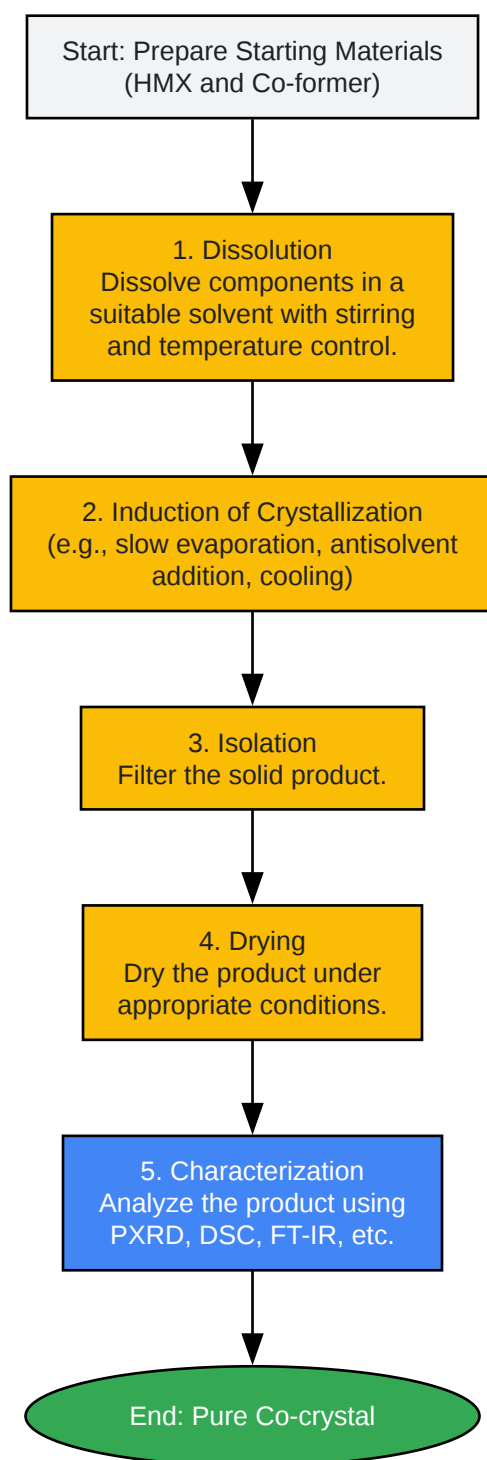 Start: Prepare Starting Materials
(HMX and Co-former)
1. Dissolution
Dissolve components in a
suitable solvent with stirring
and temperature control.
2. Induction of Crystallization
(e.g., slow evaporation, antisolvent
addition, cooling)
3. Isolation
Filter the solid product.
4. Drying
Dry the product under
appropriate conditions.
5. Characterization
Analyze the product using
PXRD, DSC, FT-IR, etc.
End: Pure Co-crystal